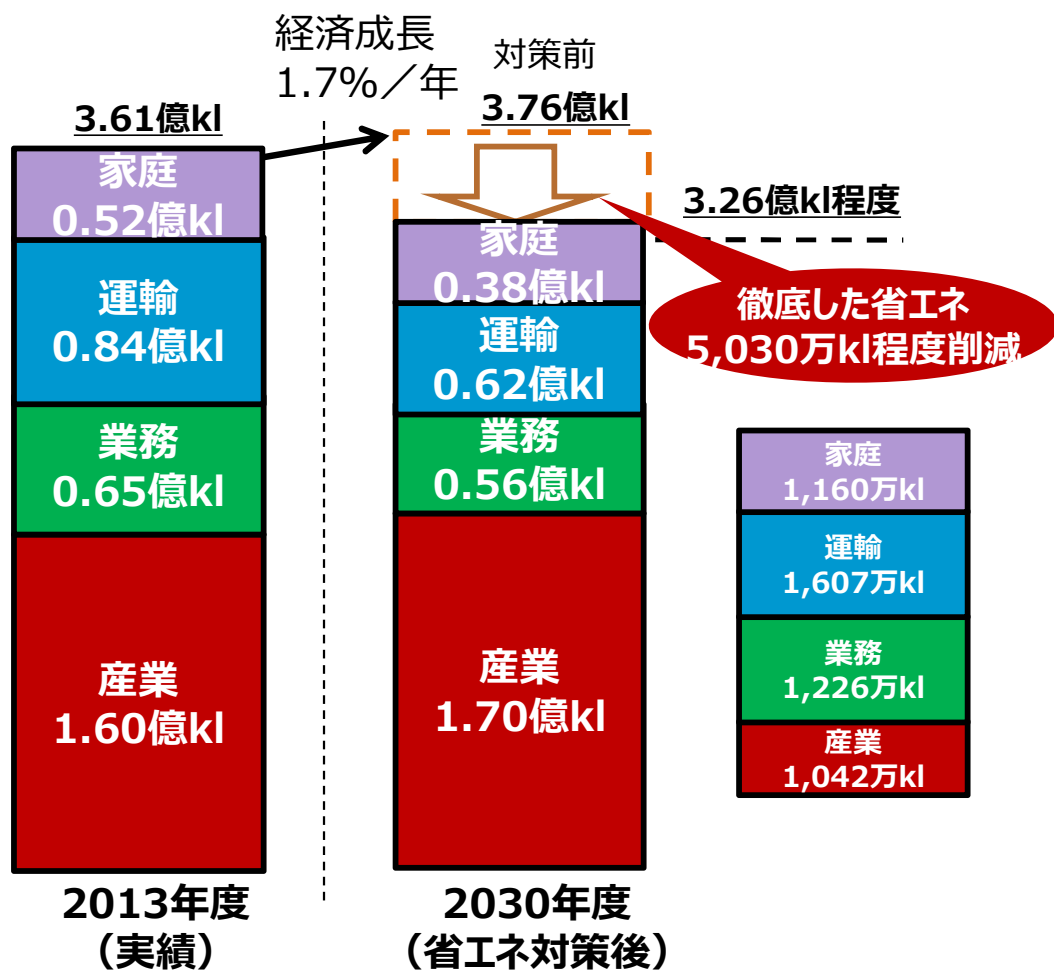 経済成長
1.7%／年
対策前
3.61億kl
3.76億kl
3.26億kl程度
家庭
0.52億kl
運輸
0.84億kl
業務
0.65億kl
産業
1.60億kl
2013年度
（実績）
家庭
0.38億kl
運輸
0.62億kl
業務
0.56億kl
産業
1.70億kl
2030年度
（省エネ対策後）
徹底した省エネ
5,030万kl程度削減
家庭
1,160万kl
運輸
1,607万kl
業務
1,226万kl
産業
1,042万kl